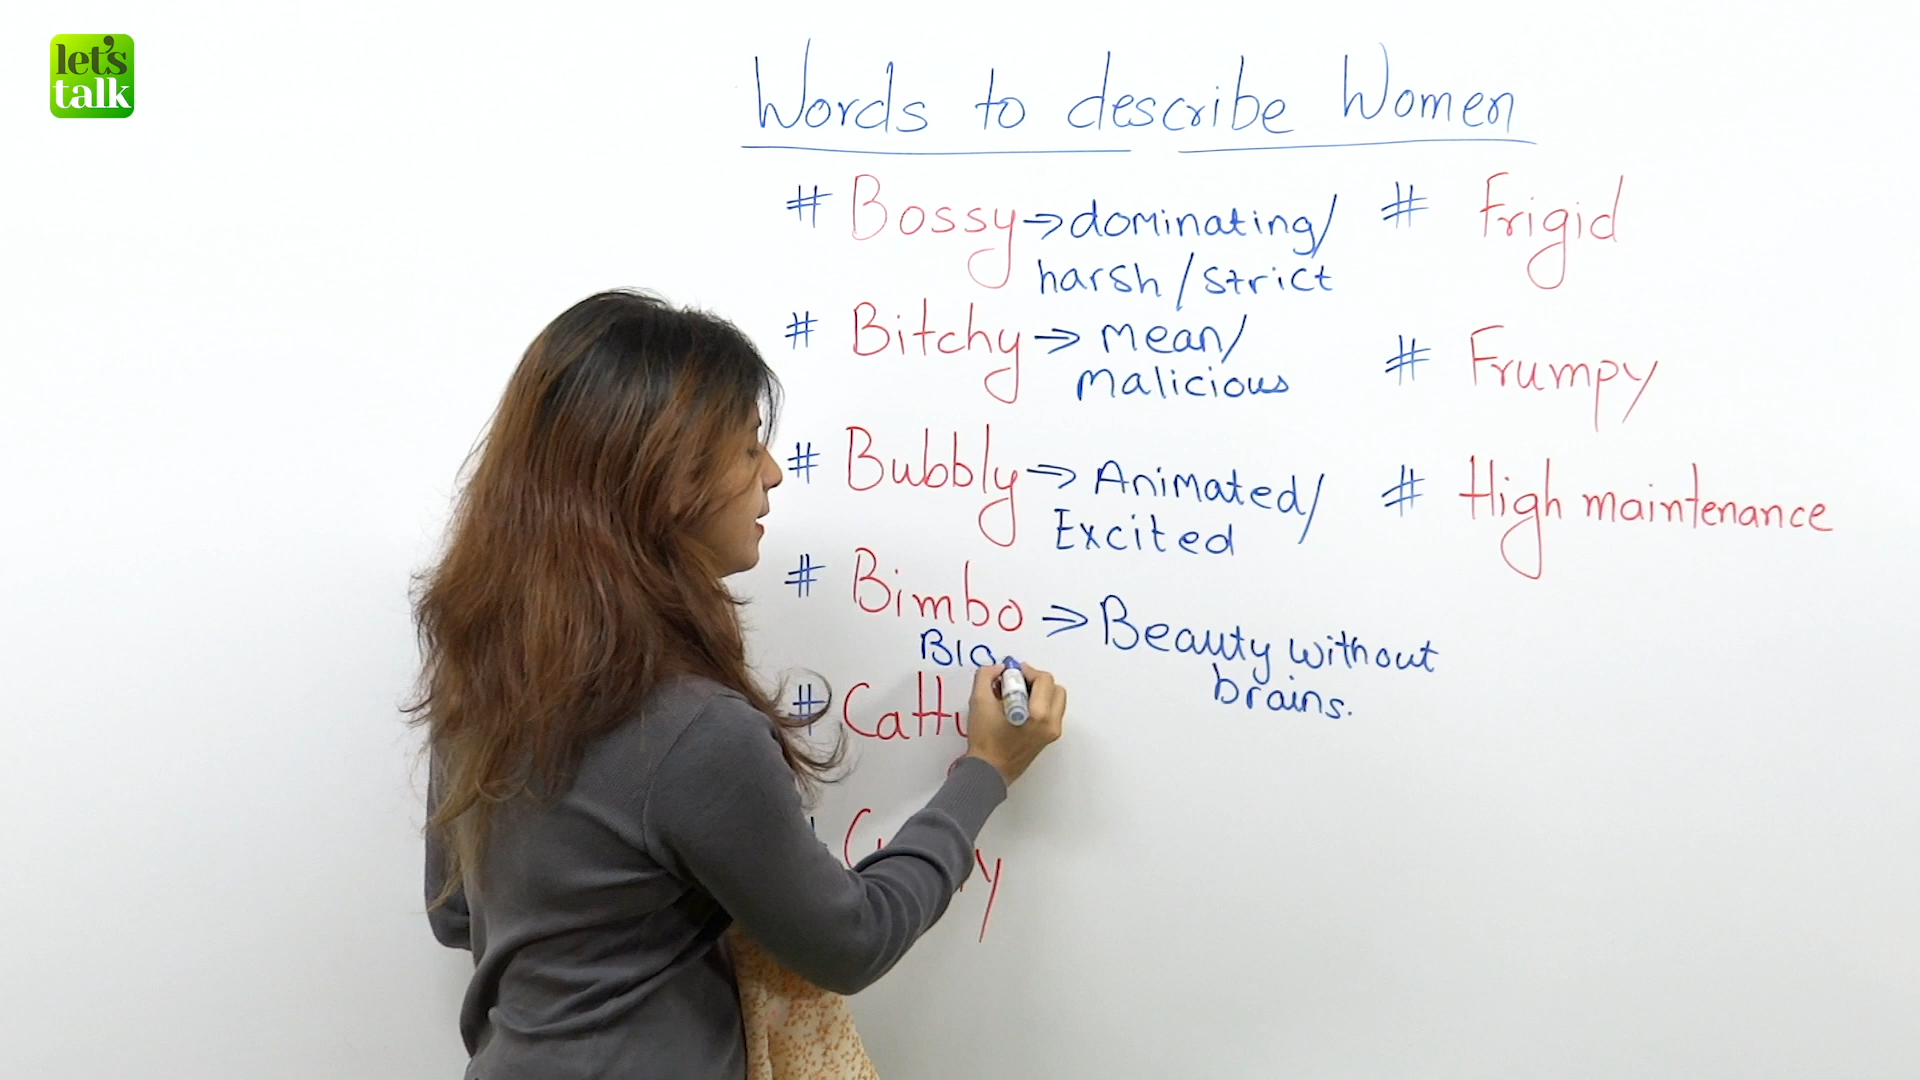 let's
talk
Words to describe Women
# Bossy → dominating/
harsh / strict
# Bitchy → mean/
malicious
# Bubbly → Animated/
Excited
# Bimbo → Beauty without
brains.
#
# Frigid
# Frumpy
# High maintenance